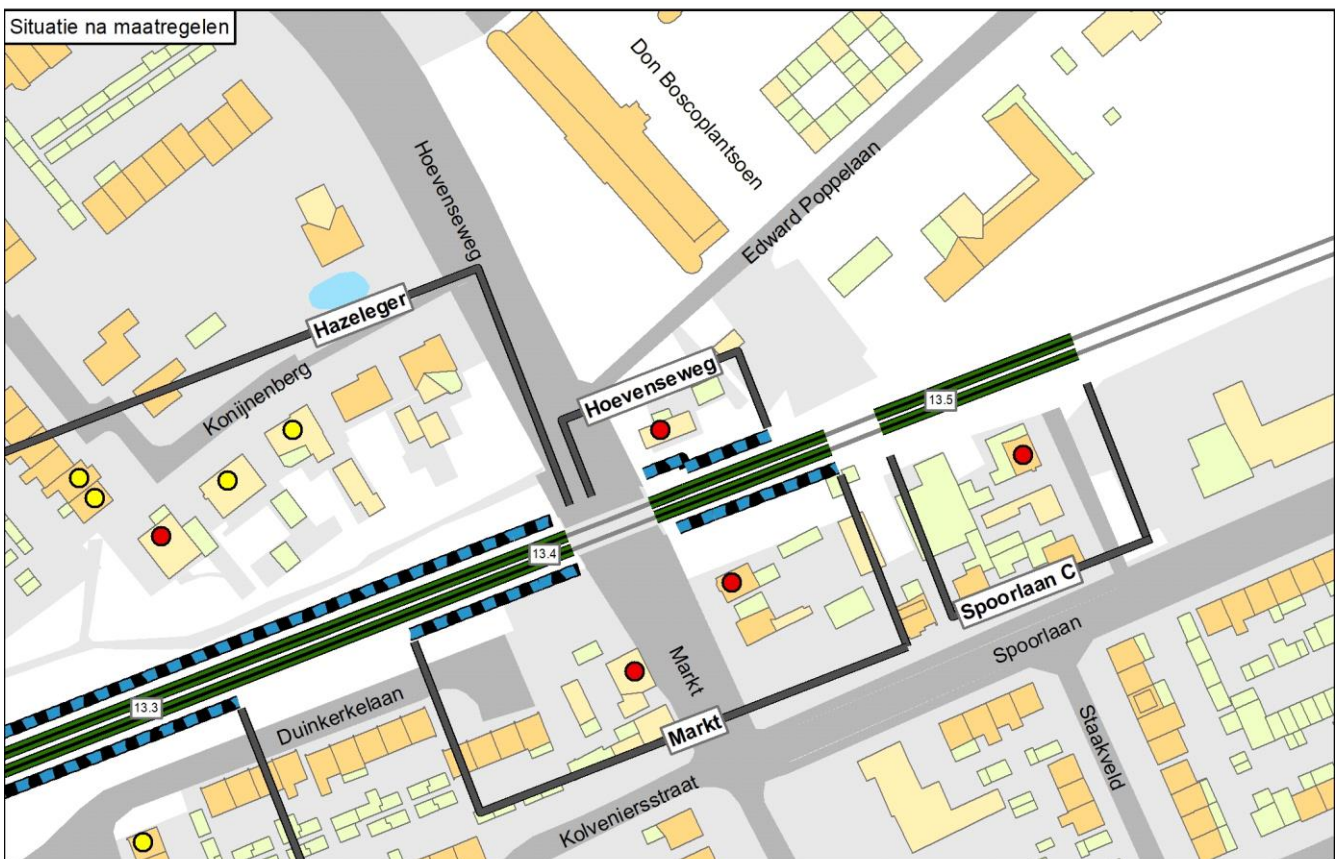 Situatie na maatregelen
Don Boscoplantsoen
Hoevenseweg
Edward Poppelaan
Hazeleger
Konijnenberg
Hoevenseweg
13.5
13.4
Spoorlaan C
Spoorlaan
13.3
Duinkerkelaan
Markt
Markt
Staakveld
Kolveniersstraat